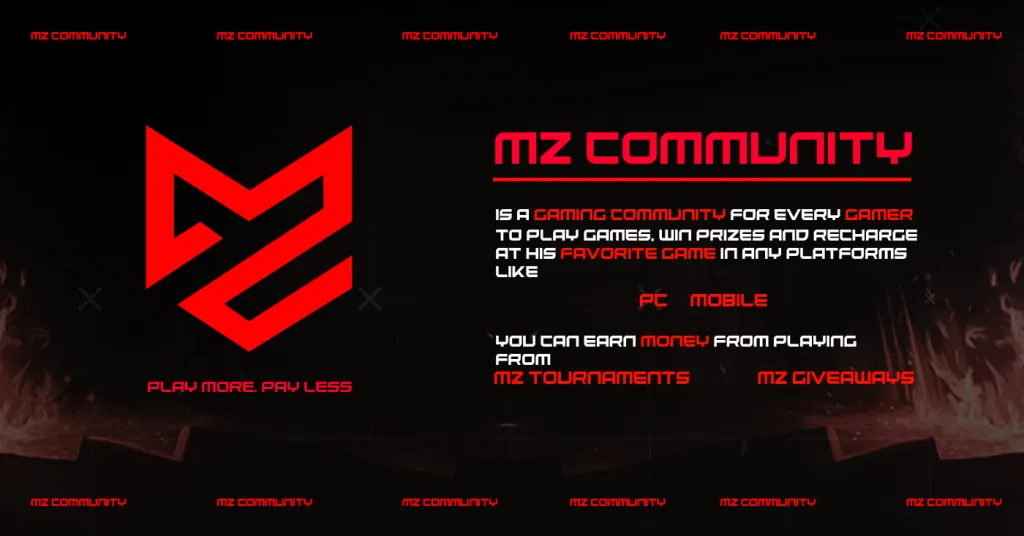 MZ COMMUNITY MZ COMMUNITY MZ COMMUNITY MZ COMMUNITY MZ COMMUNITY MZ COMMUNITY
MZ COMMUNITY
IS A GAMING COMMUNITY FOR EVERY GAMER
TO PLAY GAMES, WIN PRIZES AND RECHARGE
AT HIS FAVORITE GAME IN ANY PLATFORMS
LIKE
PC MOBILE
YOU CAN EARN MONEY FROM PLAYING
FROM
MZ TOURNAMENTS MZ GIVEAWAYS
PLAY MORE, PAY LESS
MZ COMMUNITY MZ COMMUNITY MZ COMMUNITY MZ COMMUNITY MZ COMMUNITY MZ COMMUNITY